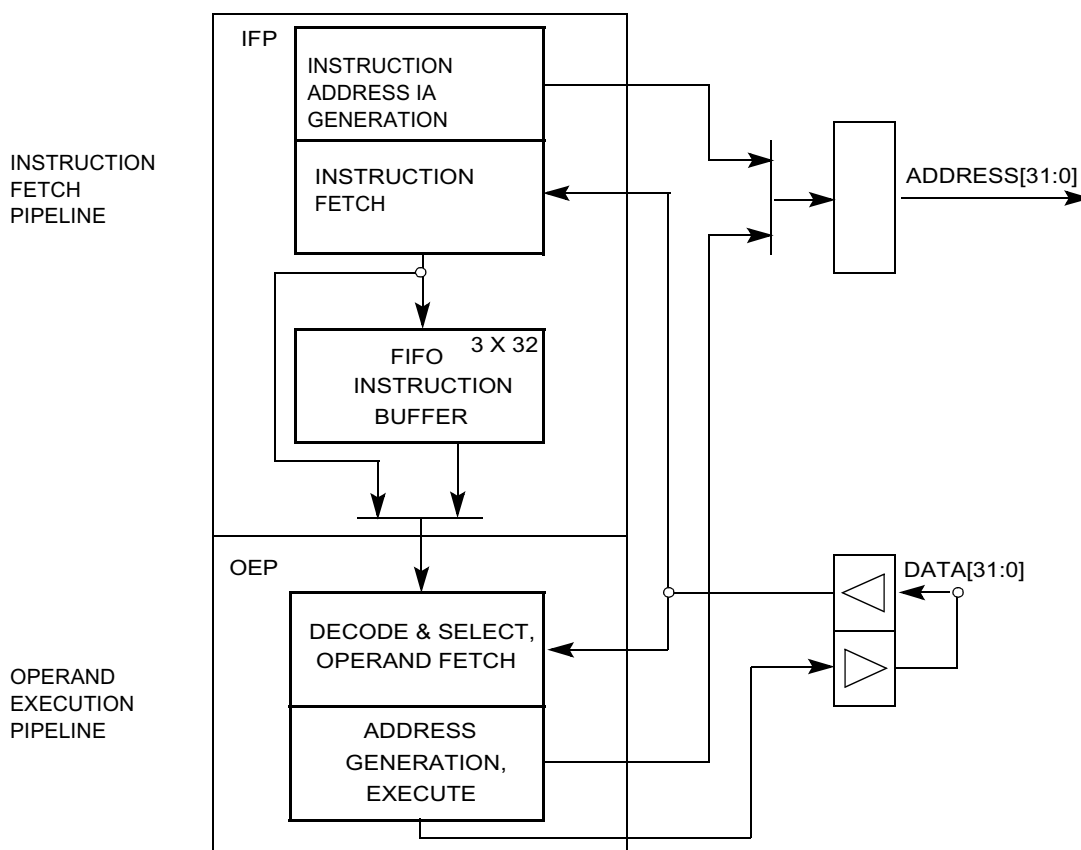 IFP
INSTRUCTION
ADDRESS IA
GENERATION
INSTRUCTION
FETCH
PIPELINE
INSTRUCTION
FETCH
ADDRESS[31:0]
3 X 32
FIFO
INSTRUCTION
BUFFER
OEP
DATA[31:0]
DECODE & SELECT,
OPERAND FETCH
OPERAND
EXECUTION
PIPELINE
ADDRESS
GENERATION,
EXECUTE